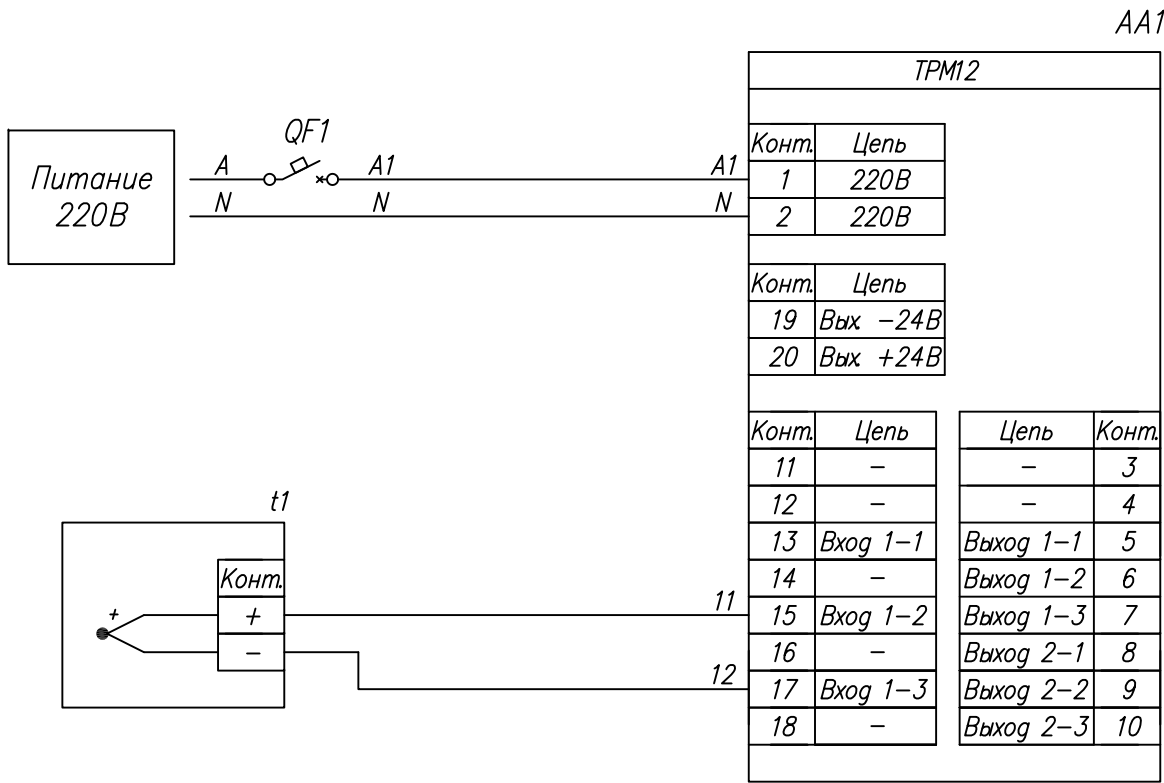 AA1
ТРМ12
QF1
Питание
220В
A A1 A1
N N N
Конт. Цепь
1 220В
2 220В
Конт. Цепь
19 Вых. -24В
20 Вых. +24В
Конт. Цепь Цепь Конт.
11 – – 3
12 – – 4
13 Вход 1-1 Выход 1-1 5
14 – Выход 1-2 6
15 Вход 1-2 Выход 1-3 7
16 – Выход 2-1 8
17 Вход 1-3 Выход 2-2 9
18 – Выход 2-3 10
t1
Конт.
+ + 11
– 12